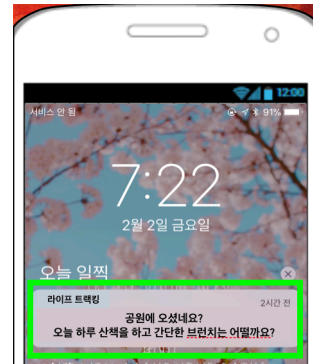 12:00
서비스 안 됨
91%
7:22
2월 2일 금요일
오늘 일찍
라이프 트랙킹
2시간 전
공원에 오셨네요?
오늘 하루 산책을 하고 간단한 브런치는 어떨까요?